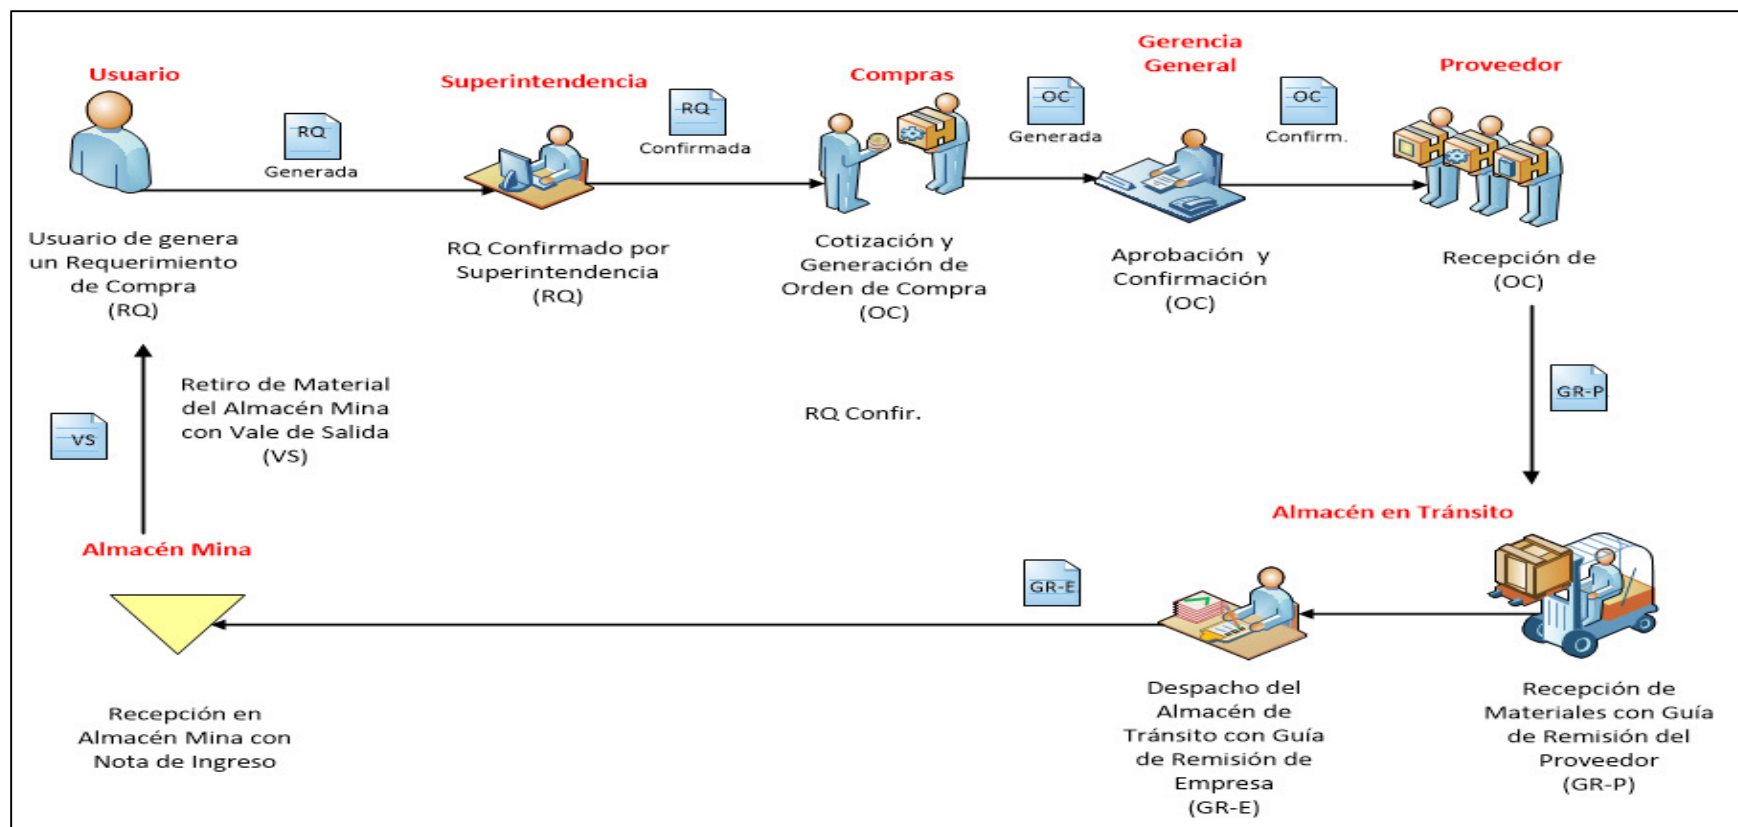 Usuario
Superintendencia
Compras
Gerencia
General
Proveedor
RQ
Generada
RQ
Confirmada
OC
Generada
OC
Confirm.
Usuario de genera
un Requerimiento
de Compra
(RQ)
RQ Confirmado por
Superintendencia
(RQ)
Cotización y
Generación de
Orden de Compra
(OC)
Aprobación y
Confirmación
(OC)
Recepción de
(OC)
VS
Retiro de Material
del Almacén Mina
con Vale de Salida
(VS)
RQ Confir.
GR-P
Almacén Mina
Almacén en Tránsito
GR-E
Recepción en
Almacén Mina con
Nota de Ingreso
Despacho del
Almacén de
Tránsito con Guía
de Remisión de
Empresa
(GR-E)
Recepción de
Materiales con Guía
de Remisión del
Proveedor
(GR-P)